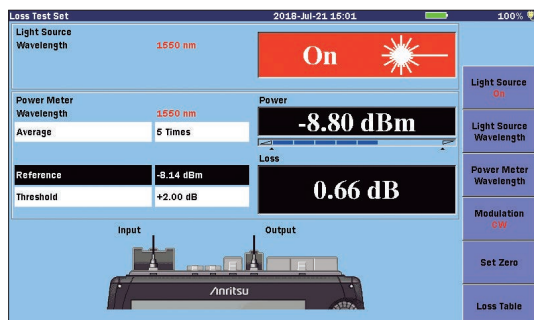 Loss Test Set 2018-Jul-21 15:01 100%
Light Source
Wavelength 1550 nm
On
Power Meter
Wavelength 1550 nm
Average 5 Times
Power
-8.80 dBm
Reference -8.14 dBm
Threshold +2.00 dB
Loss
0.66 dB
Input Output
Anritsu
Light Source
On
Light Source
Wavelength
Power Meter
Wavelength
Modulation
CW
Set Zero
Loss Table